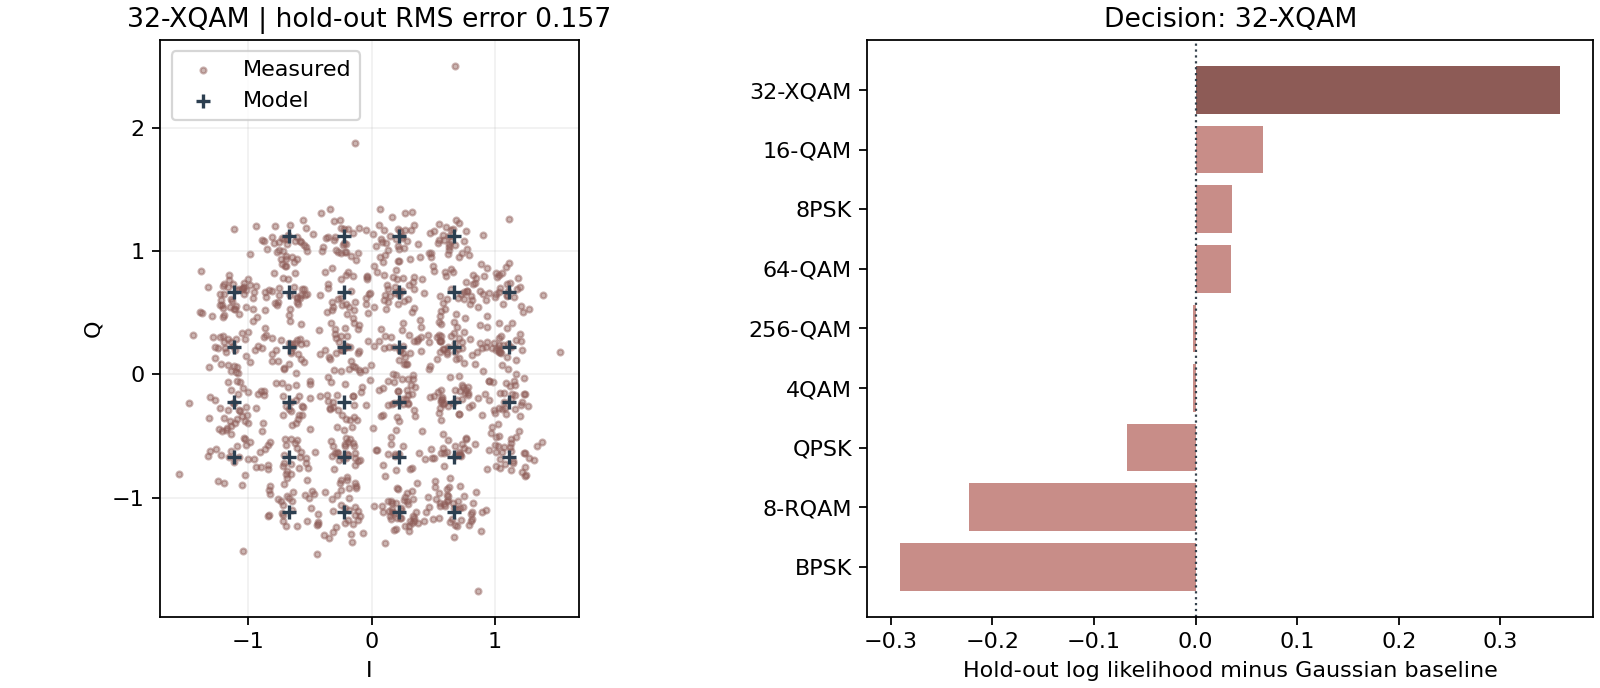 32-XQAM | hold-out RMS error 0.157
Measured
Model
2
1
0
−1
−1
0
1
I
Q
Decision: 32-XQAM
32-XQAM
16-QAM
8PSK
64-QAM
256-QAM
4QAM
QPSK
8-RQAM
BPSK
−0.3
−0.2
−0.1
0.0
0.1
0.2
0.3
Hold-out log likelihood minus Gaussian baseline